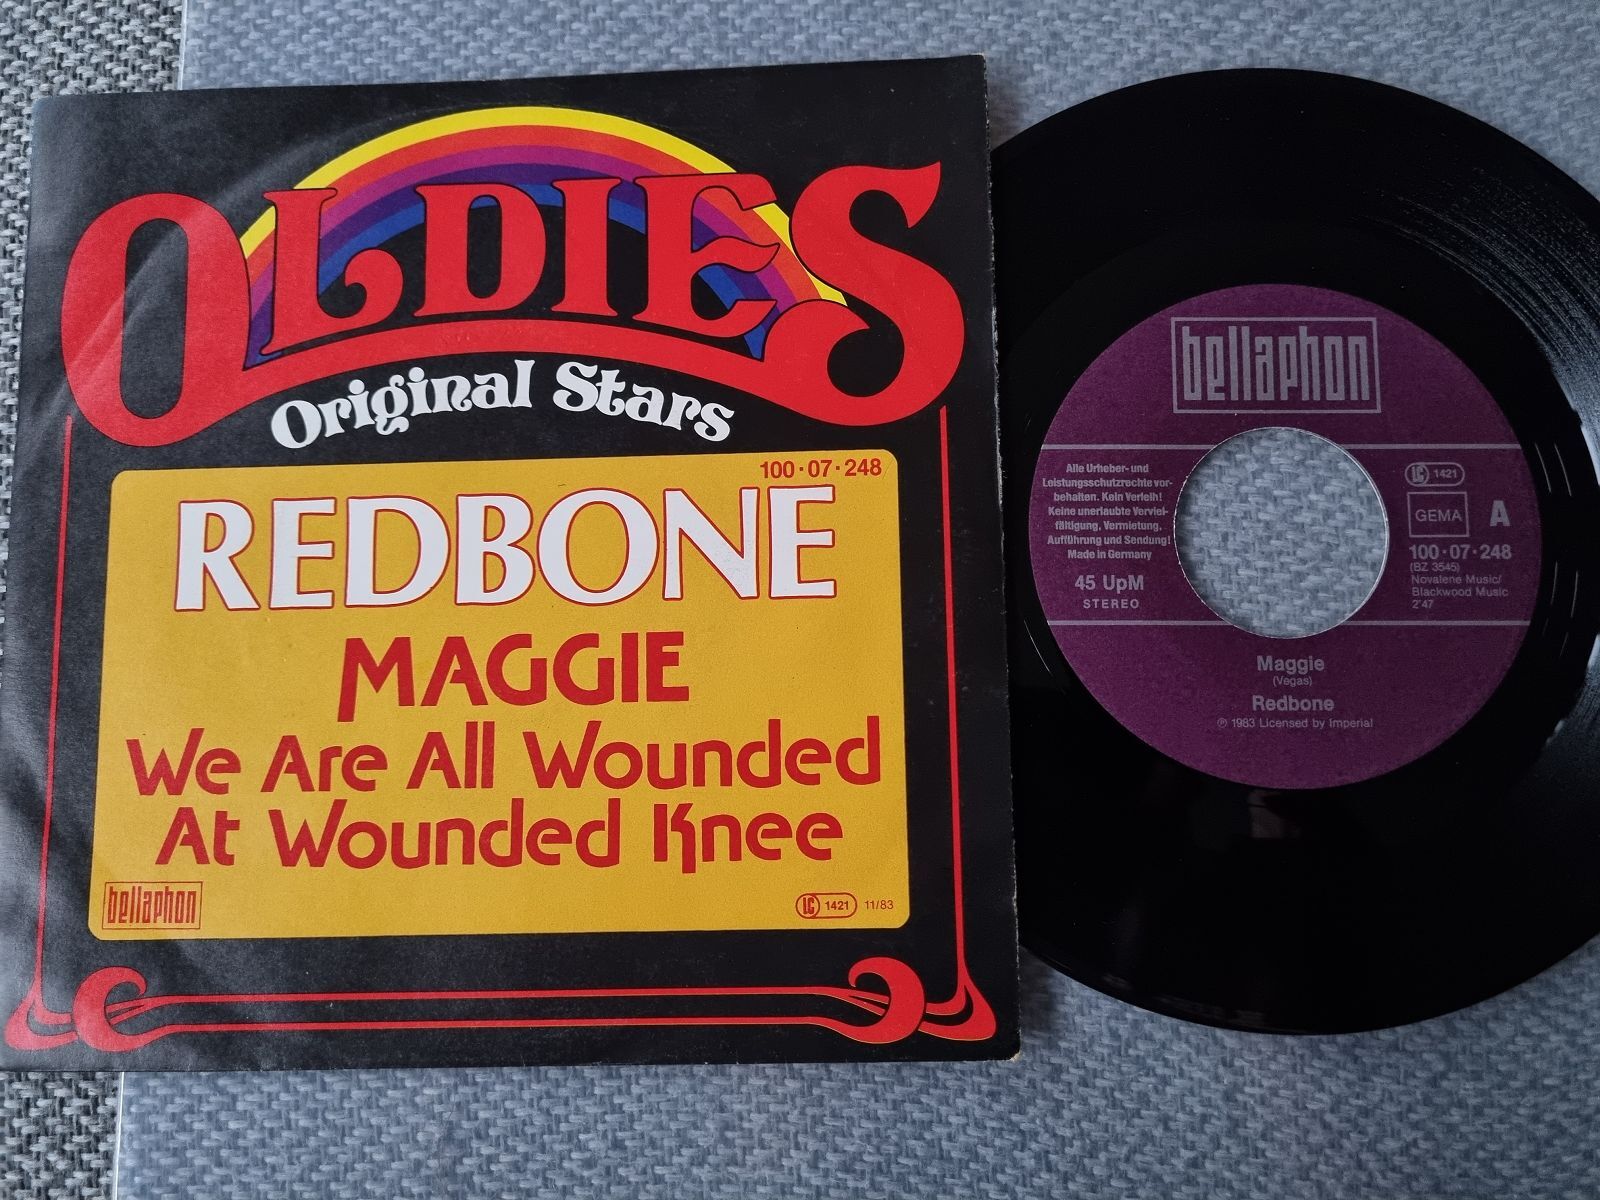 OLDIES
Original Stars
100·07·248
REDBONE
MAGGIE
We Are All Wounded
At Wounded Knee
bellaphon
LC 1421 11/83
bellaphon
Alle Urheber- und
Leistungsschutzrechte vor-
behalten. Kein Verleih!
Keine unerlaubte Verviel-
fältigung, Vermietung,
Aufführung und Sendung!
Made in Germany
45 UpM
STEREO
LC 1421
GEMA A
100·07·248
(BZ 3545)
Novalene Music/
Blackwood Music
2'47
Maggie
(Vegas)
Redbone
℗ 1983 Licensed by Imperial